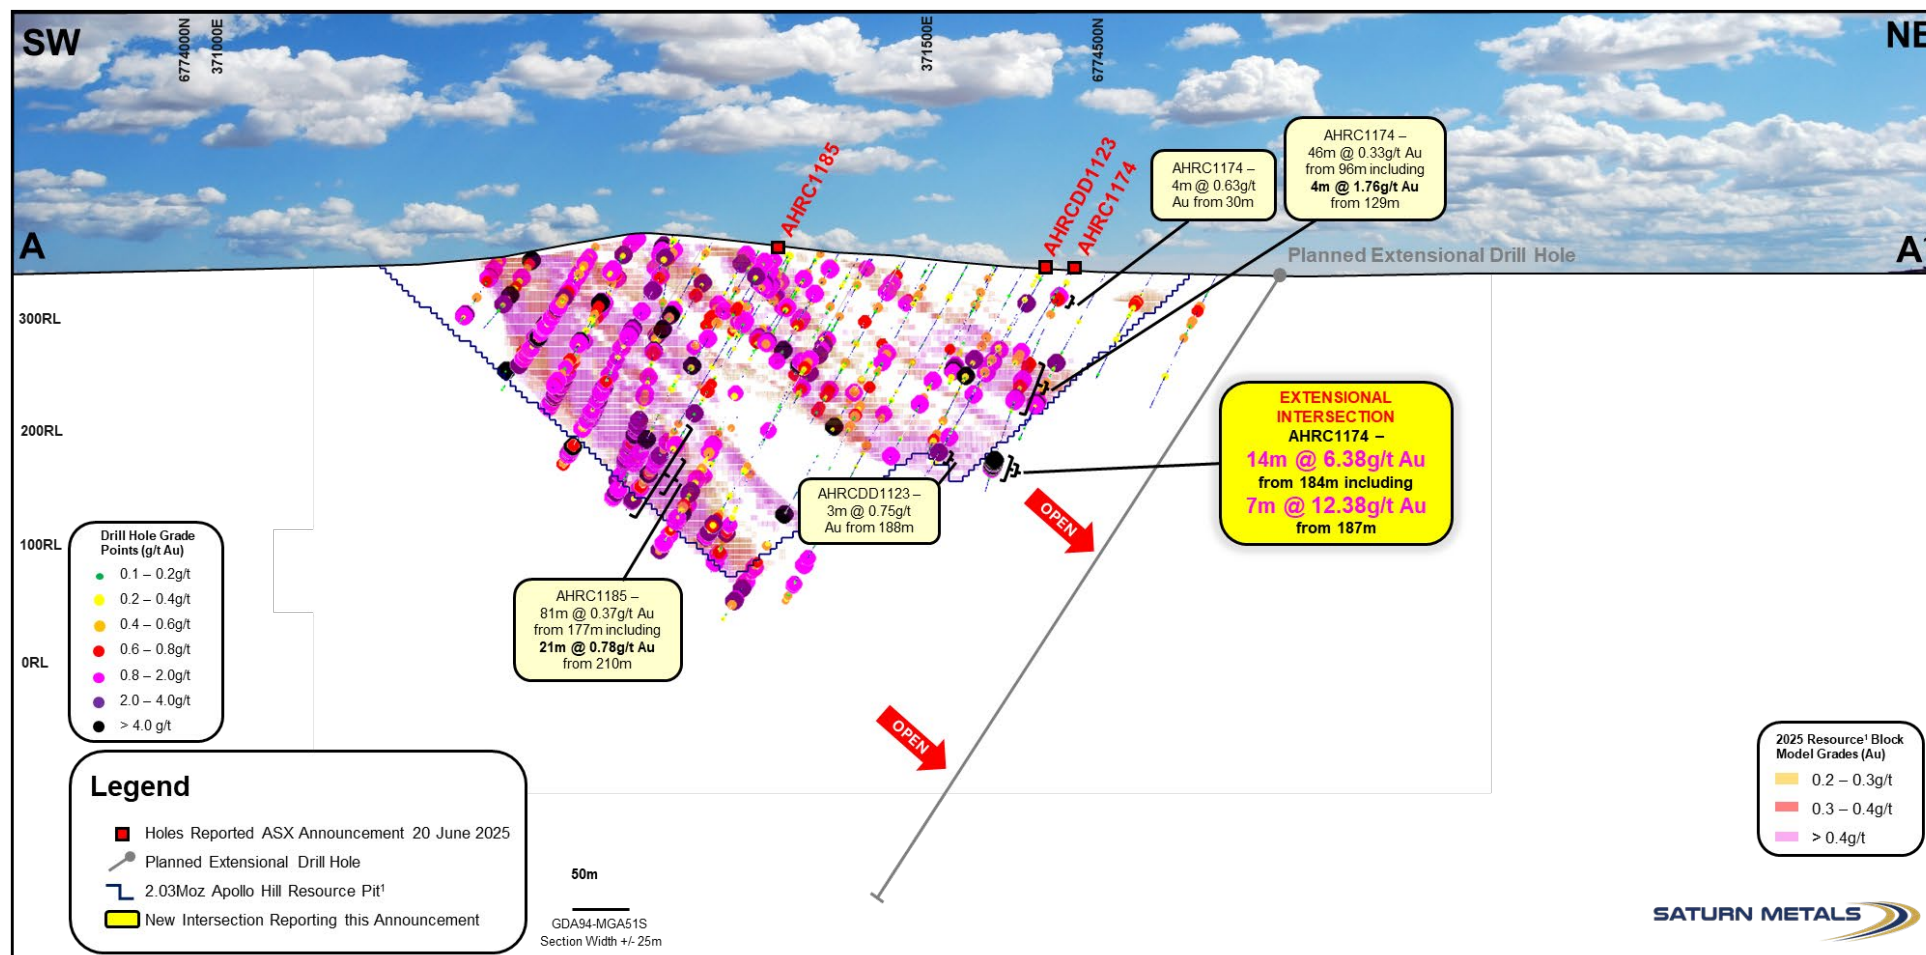 SW
6774000N
371000E
371500E
6774500N
NE
AHRC1185
AHRCDD1123
AHRC1174
AHRC1174 –
4m @ 0.63g/t
Au from 30m
AHRC1174 –
46m @ 0.33g/t Au
from 96m including
4m @ 1.76g/t Au
from 129m
A
Planned Extensional Drill Hole
A'
300RL
200RL
100RL
0RL
EXTENSIONAL
INTERSECTION
AHRC1174 –
14m @ 6.38g/t Au
from 184m including
7m @ 12.38g/t Au
from 187m
AHRCDD1123 –
3m @ 0.75g/t
Au from 188m
OPEN
OPEN
AHRC1185 –
81m @ 0.37g/t Au
from 177m including
21m @ 0.78g/t Au
from 210m
Drill Hole Grade
Points (g/t Au)
0.1 – 0.2g/t
0.2 – 0.4g/t
0.4 – 0.6g/t
0.6 – 0.8g/t
0.8 – 2.0g/t
2.0 – 4.0g/t
> 4.0 g/t
Legend
Holes Reported ASX Announcement 20 June 2025
Planned Extensional Drill Hole
2.03Moz Apollo Hill Resource Pit¹
New Intersection Reporting this Announcement
50m
GDA94-MGA51S
Section Width +/- 25m
2025 Resource¹ Block
Model Grades (Au)
0.2 – 0.3g/t
0.3 – 0.4g/t
> 0.4g/t
SATURN METALS